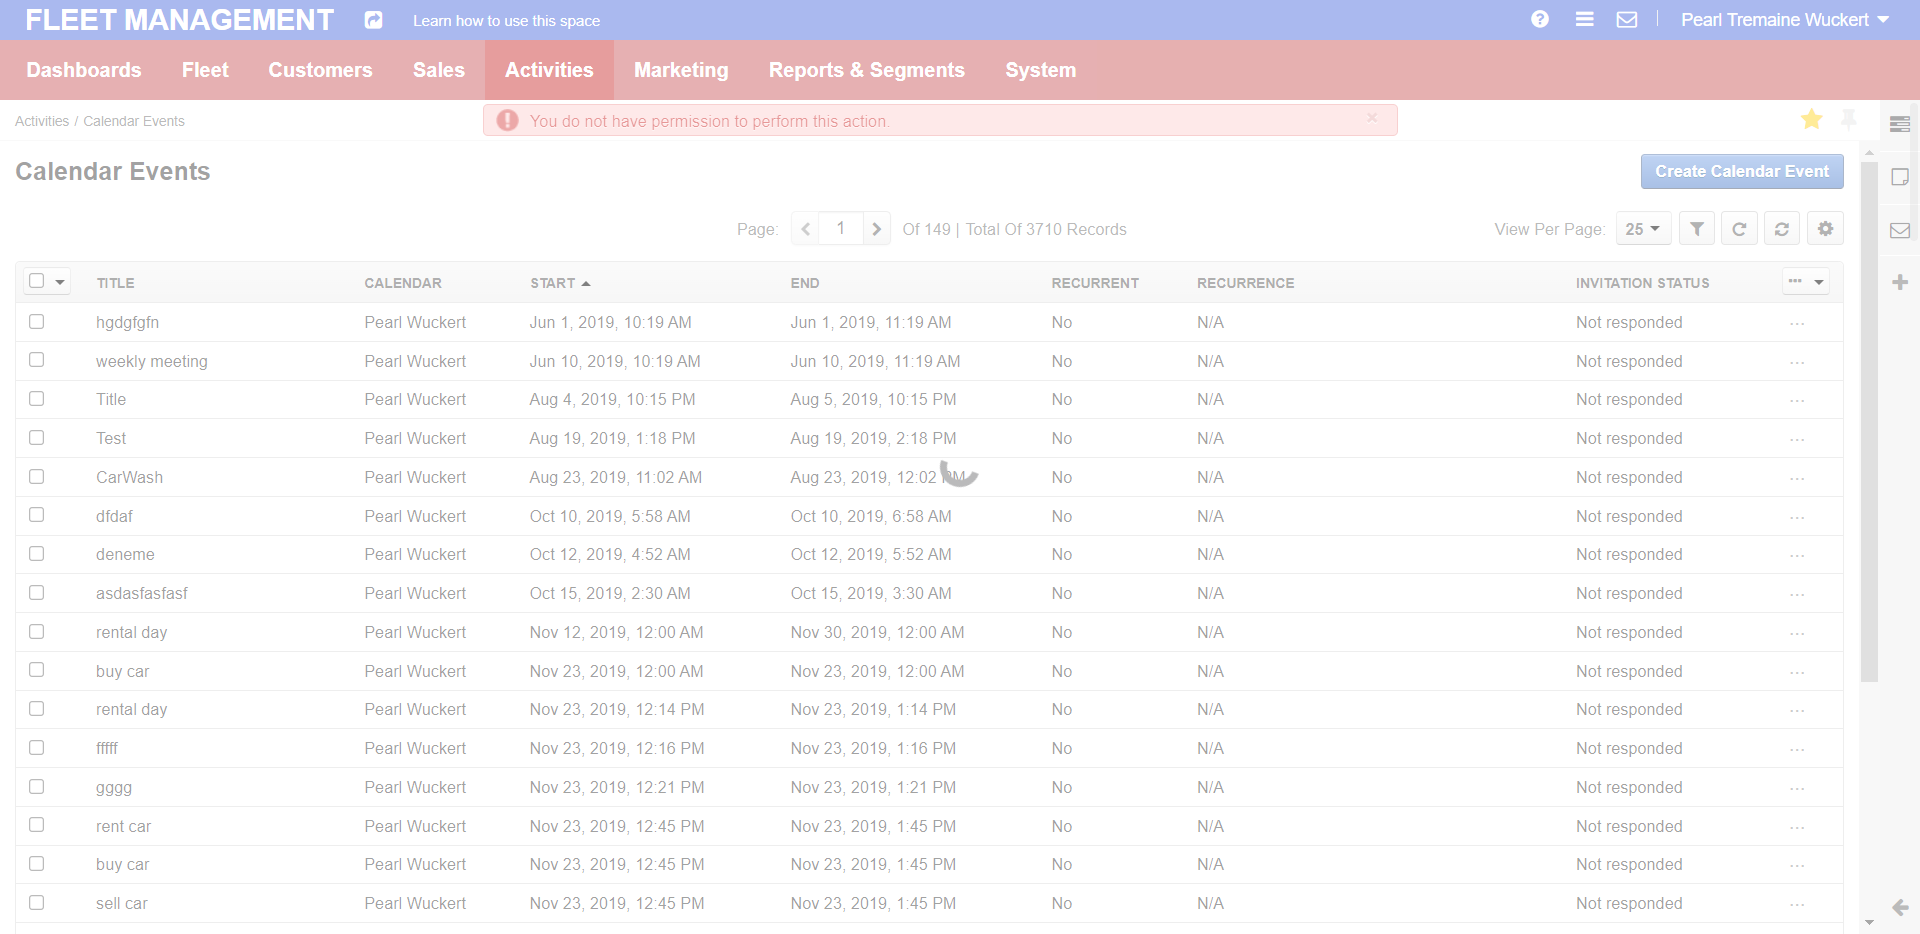 FLEET MANAGEMENT Learn how to use this space Pearl Tremaine Wuckert
Dashboards Fleet Customers Sales Activities Marketing Reports & Segments System
Activities / Calendar Events You do not have permission to perform this action. ×
Calendar Events Create Calendar Event
Page: 1 Of 149 | Total Of 3710 Records View Per Page: 25
TITLE CALENDAR START END RECURRENT RECURRENCE INVITATION STATUS
hgdgfgfn Pearl Wuckert Jun 1, 2019, 10:19 AM Jun 1, 2019, 11:19 AM No N/A Not responded ...
weekly meeting Pearl Wuckert Jun 10, 2019, 10:19 AM Jun 10, 2019, 11:19 AM No N/A Not responded ...
Title Pearl Wuckert Aug 4, 2019, 10:15 PM Aug 5, 2019, 10:15 PM No N/A Not responded ...
Test Pearl Wuckert Aug 19, 2019, 1:18 PM Aug 19, 2019, 2:18 PM No N/A Not responded ...
CarWash Pearl Wuckert Aug 23, 2019, 11:02 AM Aug 23, 2019, 12:02 PM No N/A Not responded ...
dfdaf Pearl Wuckert Oct 10, 2019, 5:58 AM Oct 10, 2019, 6:58 AM No N/A Not responded ...
deneme Pearl Wuckert Oct 12, 2019, 4:52 AM Oct 12, 2019, 5:52 AM No N/A Not responded ...
asdasfasfasf Pearl Wuckert Oct 15, 2019, 2:30 AM Oct 15, 2019, 3:30 AM No N/A Not responded ...
rental day Pearl Wuckert Nov 12, 2019, 12:00 AM Nov 30, 2019, 12:00 AM No N/A Not responded ...
buy car Pearl Wuckert Nov 23, 2019, 12:00 AM Nov 23, 2019, 12:00 AM No N/A Not responded ...
rental day Pearl Wuckert Nov 23, 2019, 12:14 PM Nov 23, 2019, 1:14 PM No N/A Not responded ...
fffff Pearl Wuckert Nov 23, 2019, 12:16 PM Nov 23, 2019, 1:16 PM No N/A Not responded ...
gggg Pearl Wuckert Nov 23, 2019, 12:21 PM Nov 23, 2019, 1:21 PM No N/A Not responded ...
rent car Pearl Wuckert Nov 23, 2019, 12:45 PM Nov 23, 2019, 1:45 PM No N/A Not responded ...
buy car Pearl Wuckert Nov 23, 2019, 12:45 PM Nov 23, 2019, 1:45 PM No N/A Not responded ...
sell car Pearl Wuckert Nov 23, 2019, 12:45 PM Nov 23, 2019, 1:45 PM No N/A Not responded ...